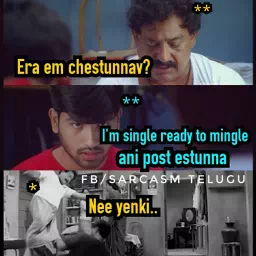 **
Era em chestunnav?
**
I'm single ready to mingle
ani post estunna
FB/SARCASM TELUGU
*
Nee yenki..